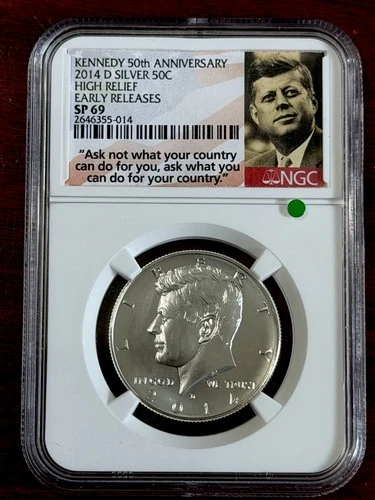 KENNEDY 50th ANNIVERSARY
2014 D SILVER 50C
HIGH RELIEF
EARLY RELEASES
SP 69
2646355-014
“Ask not what your country
can do for you, ask what you
can do for your country.”
NGC
LIBERTY
IN GOD WE TRUST
D
2014